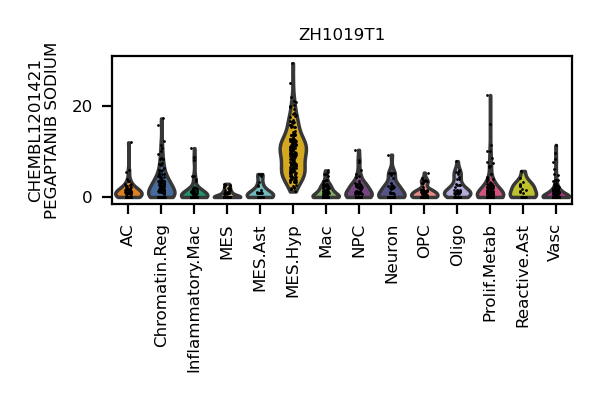 ZH1019T1
CHEMBL1201421
PEGAPTANIB SODIUM
20
0
AC
Chromatin.Reg
Inflammatory.Mac
MES
MES.Ast
MES.Hyp
Mac
NPC
Neuron
OPC
Oligo
Prolif.Metab
Reactive.Ast
Vasc